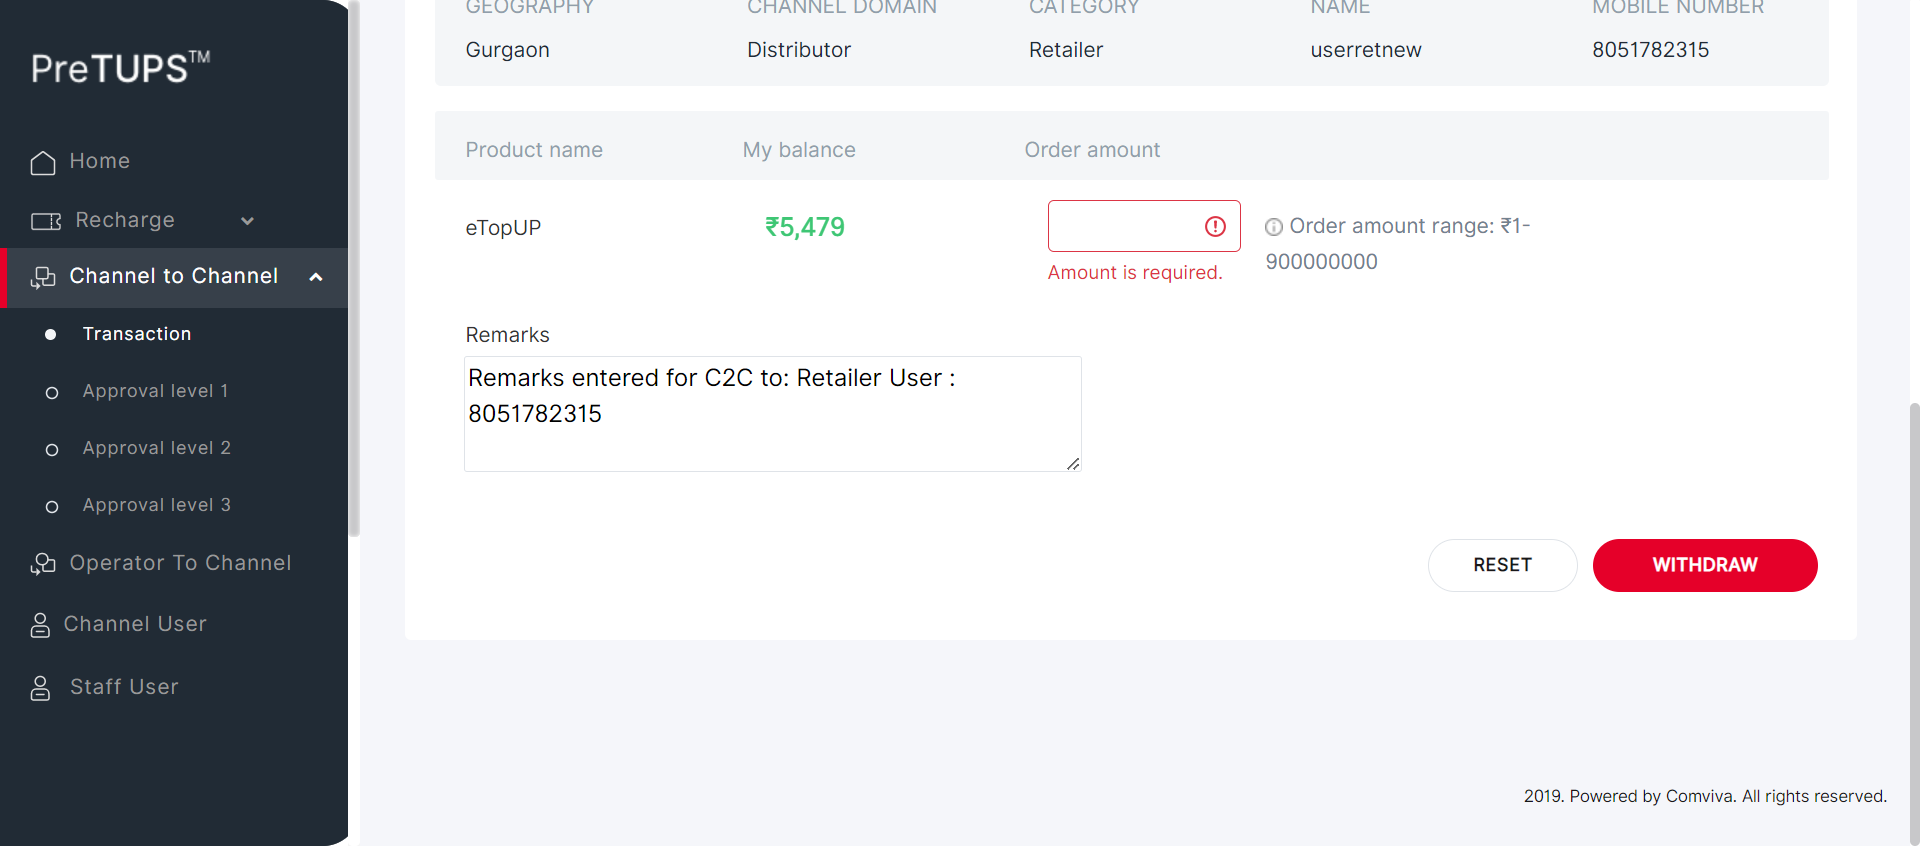 PreTUPS™
Home
Recharge
Channel to Channel
Transaction
Approval level 1
Approval level 2
Approval level 3
Operator To Channel
Channel User
Staff User
GEOGRAPHY CHANNEL DOMAIN CATEGORY NAME MOBILE NUMBER
Gurgaon Distributor Retailer userretnew 8051782315
Product name My balance Order amount
eTopUP ₹5,479 Order amount range: ₹1-
900000000
Amount is required.
Remarks
Remarks entered for C2C to: Retailer User :
8051782315
RESET WITHDRAW
2019. Powered by Comviva. All rights reserved.